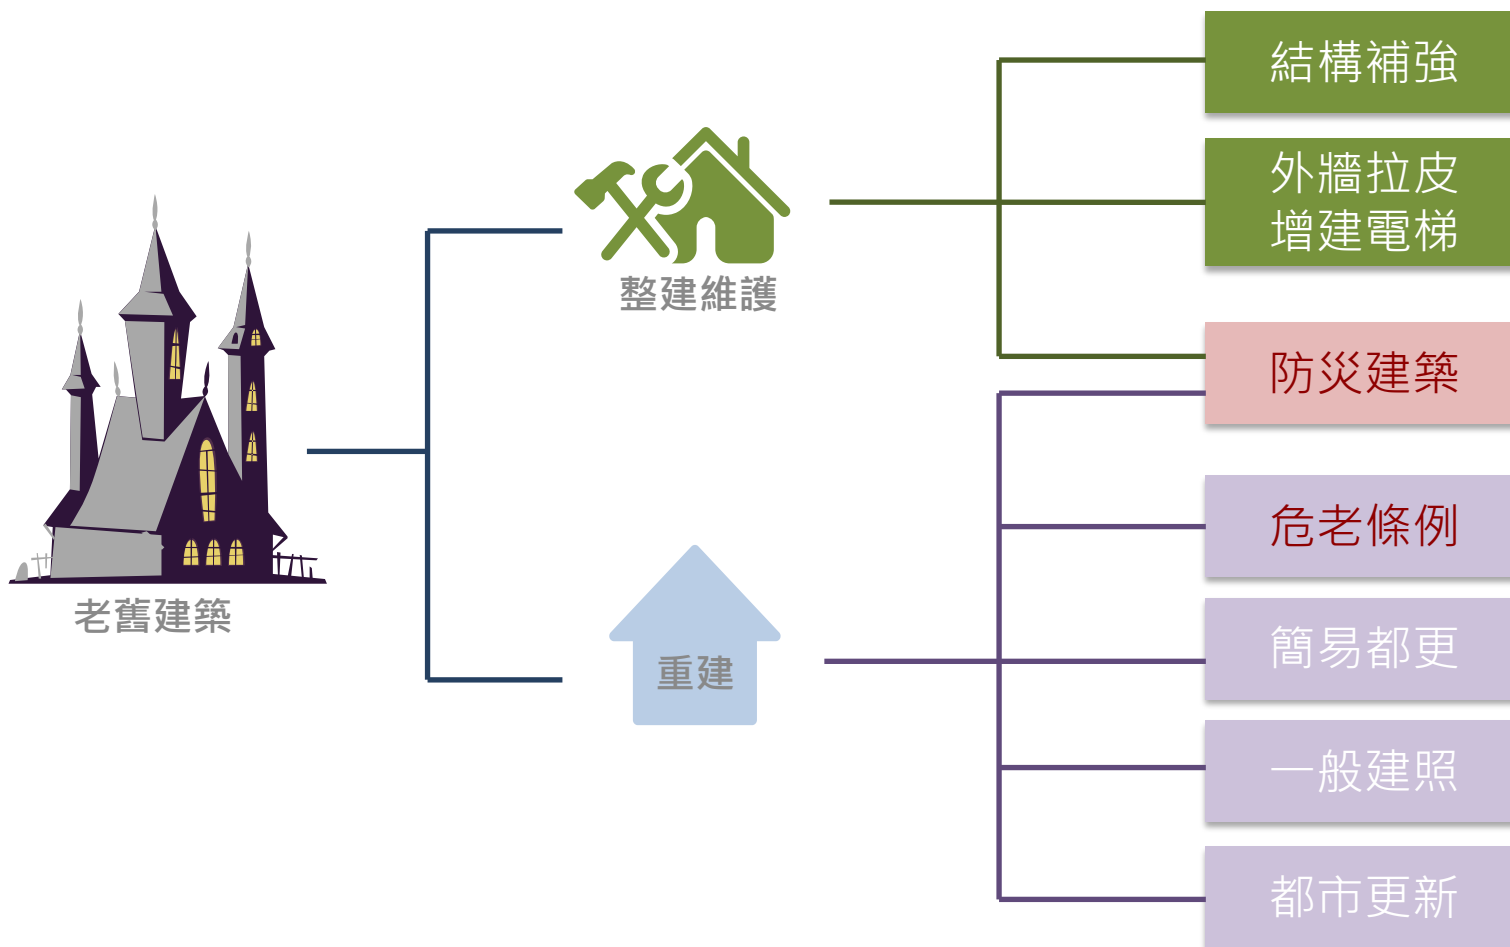 老舊建築
整建維護
重建
結構補強
外牆拉皮
增建電梯
防災建築
危老條例
簡易都更
一般建照
都市更新